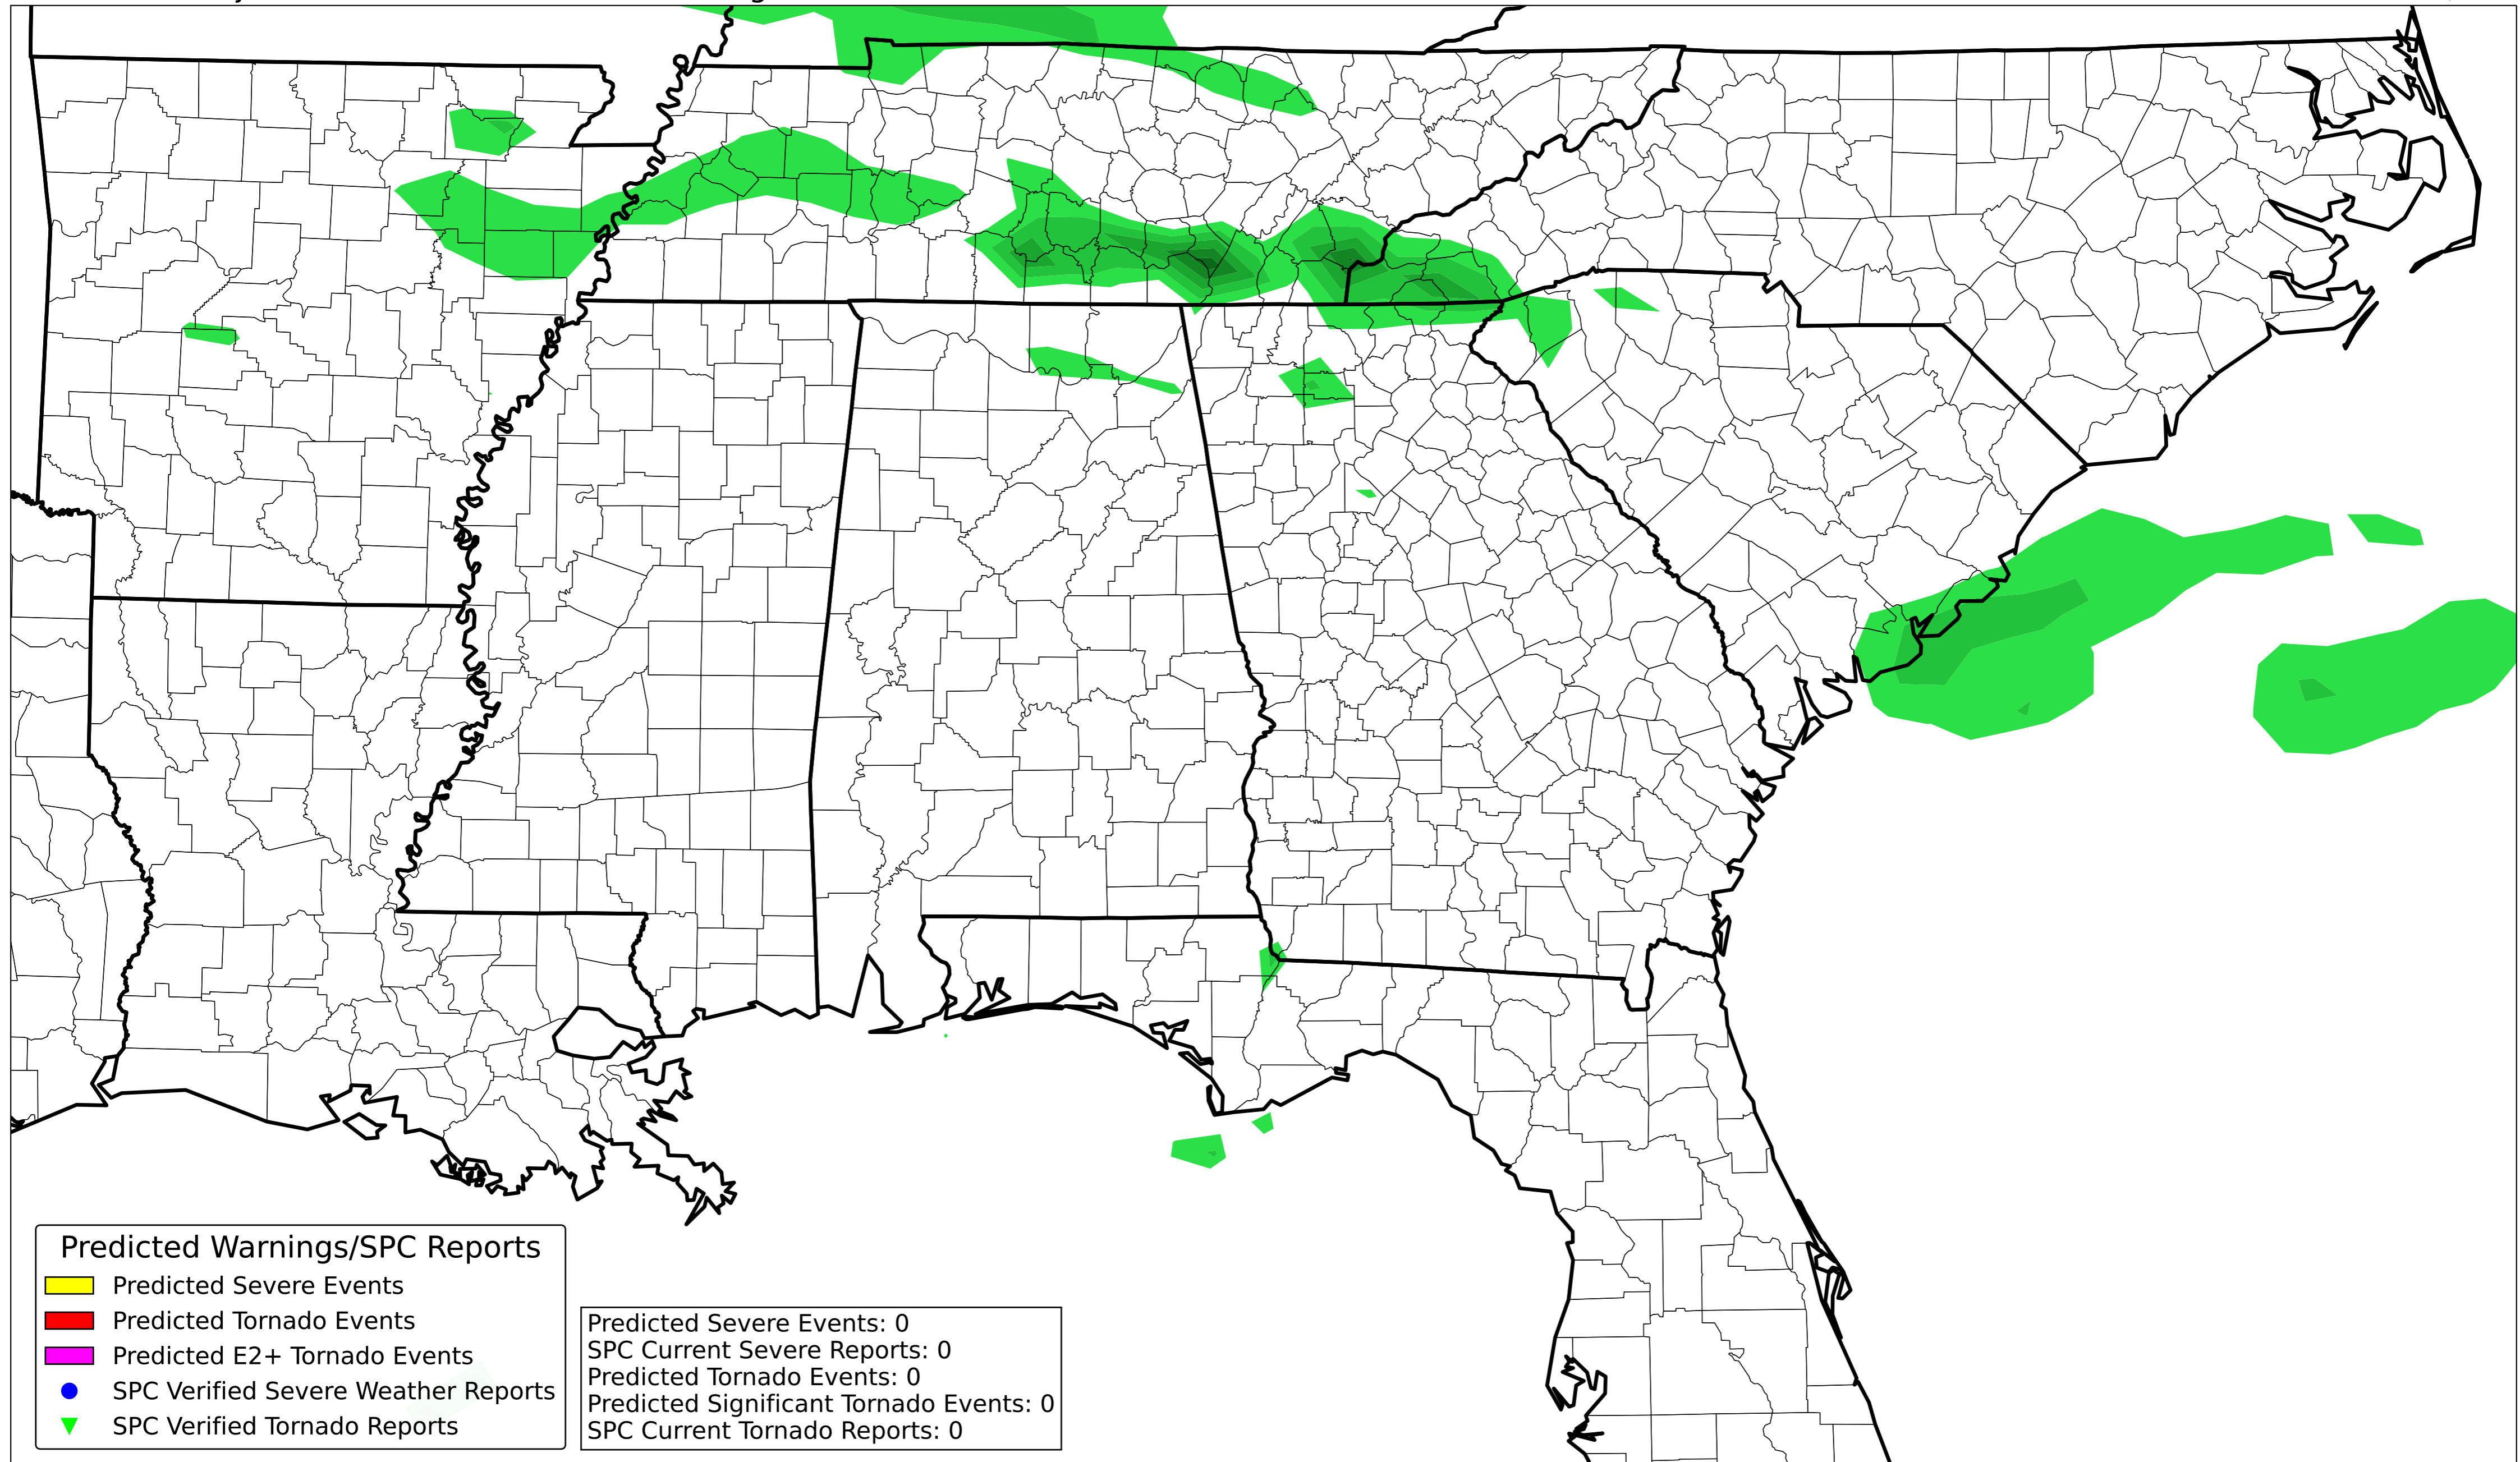 Predicted Warnings/SPC Reports
Predicted Severe Events
Predicted Tornado Events
Predicted E2+ Tornado Events
SPC Verified Severe Weather Reports
SPC Verified Tornado Reports
Predicted Severe Events: 0
SPC Current Severe Reports: 0
Predicted Tornado Events: 0
Predicted Significant Tornado Events: 0
SPC Current Tornado Reports: 0